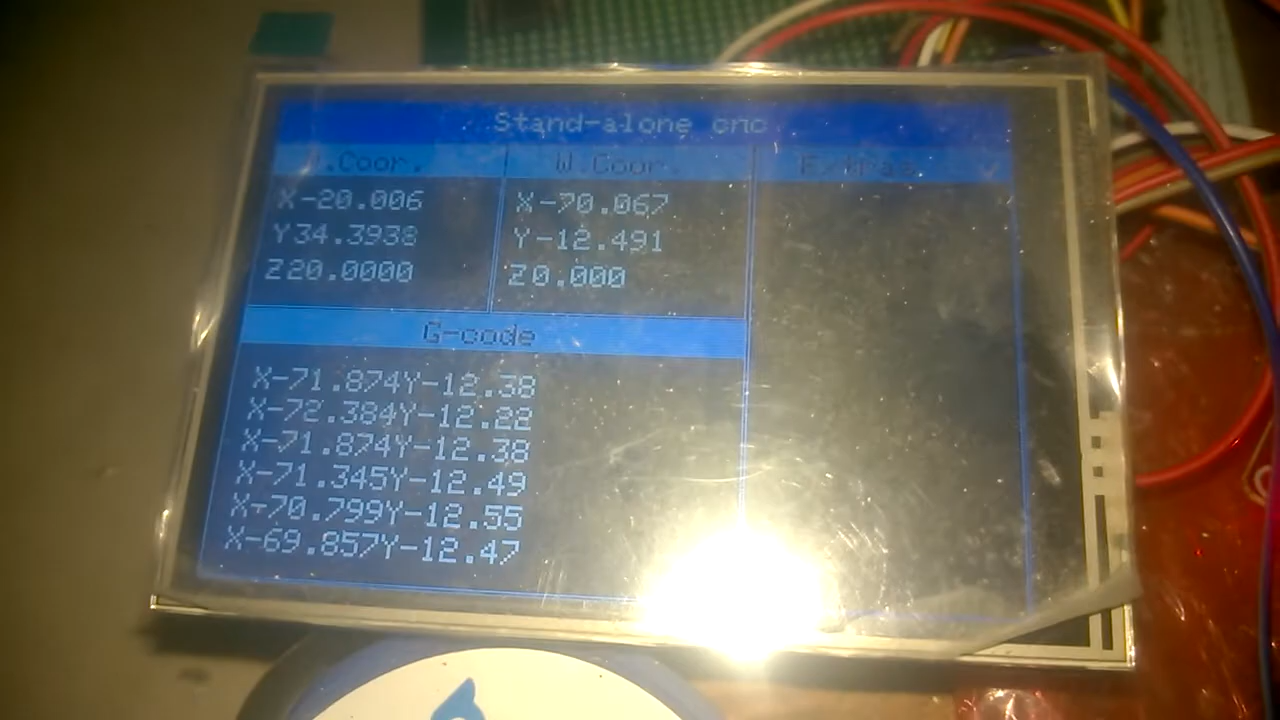 Stand-alone cnc
.Coor. W.Coor. Extras
X-20.006 X-70.067
Y34.3938 Y-12.491
Z20.0000 Z0.000
G-code
X-71.874Y-12.38
X-72.384Y-12.22
X-71.874Y-12.38
X-71.345Y-12.49
X-70.799Y-12.55
X-69.857Y-12.47